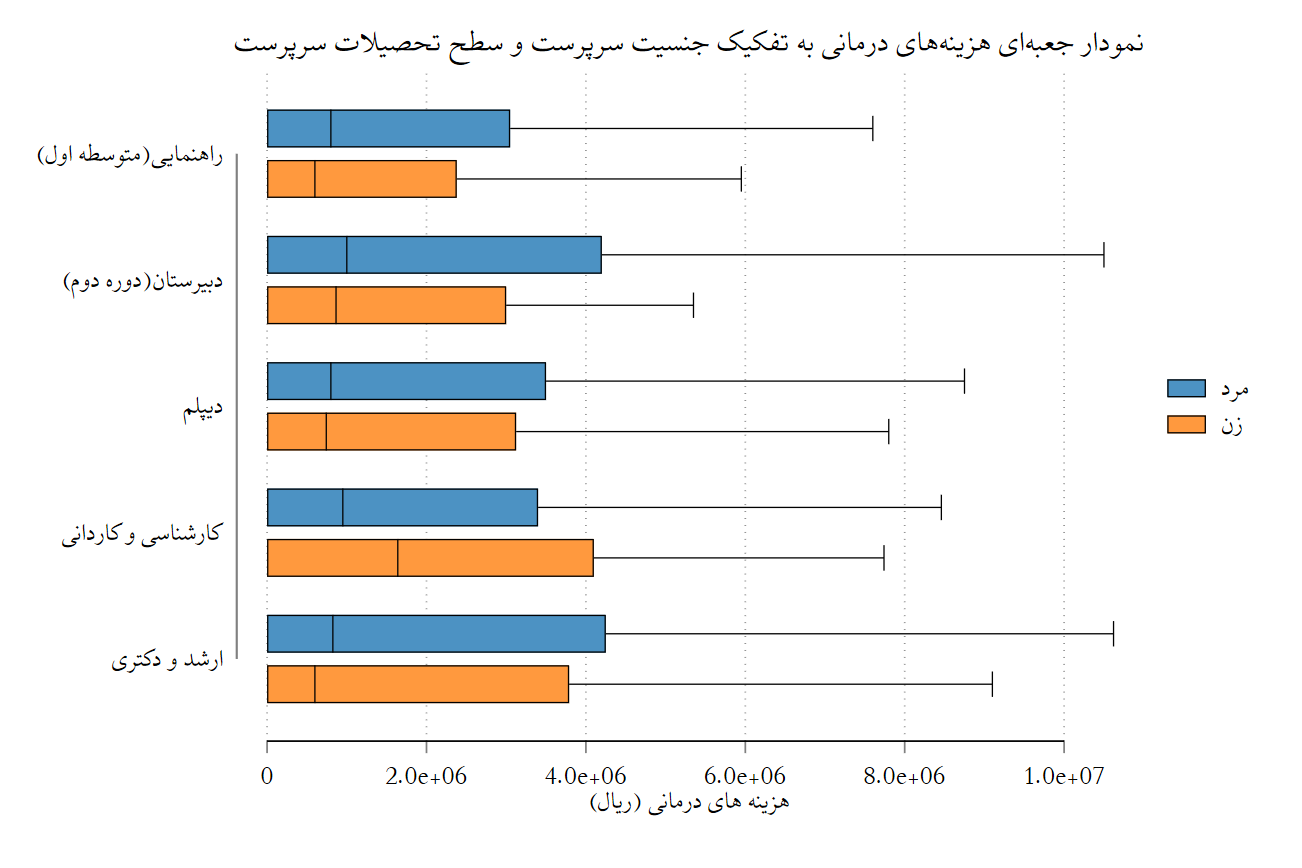 نمودار جعبه‌ای هزینه‌های درمانی به تفکیک جنسیت سرپرست و سطح تحصیلات سرپرست
راهنمایی(متوسطه اول)
دبیرستان(دوره دوم)
دیپلم
کارشناسی و کاردانی
ارشد و دکتری
مرد
زن
0 2.0e+06 4.0e+06 6.0e+06 8.0e+06 1.0e+07
هزینه های درمانی (ریال)